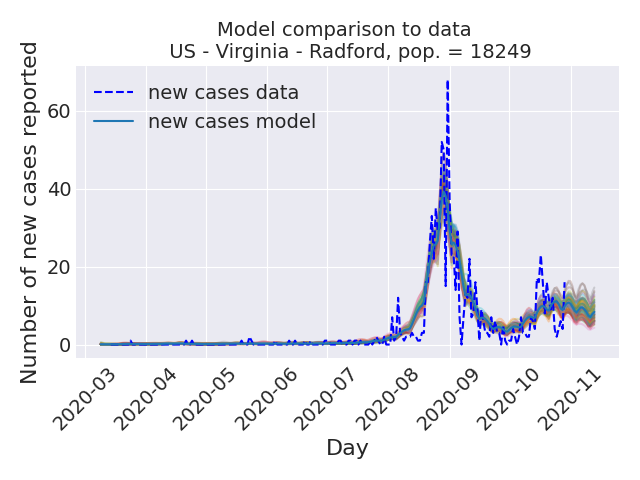 Model comparison to data
US - Virginia - Radford, pop. = 18249
Number of new cases reported
60
40
20
0
new cases data
new cases model
2020-03
2020-04
2020-05
2020-06
2020-07
2020-08
2020-09
2020-10
2020-11
Day